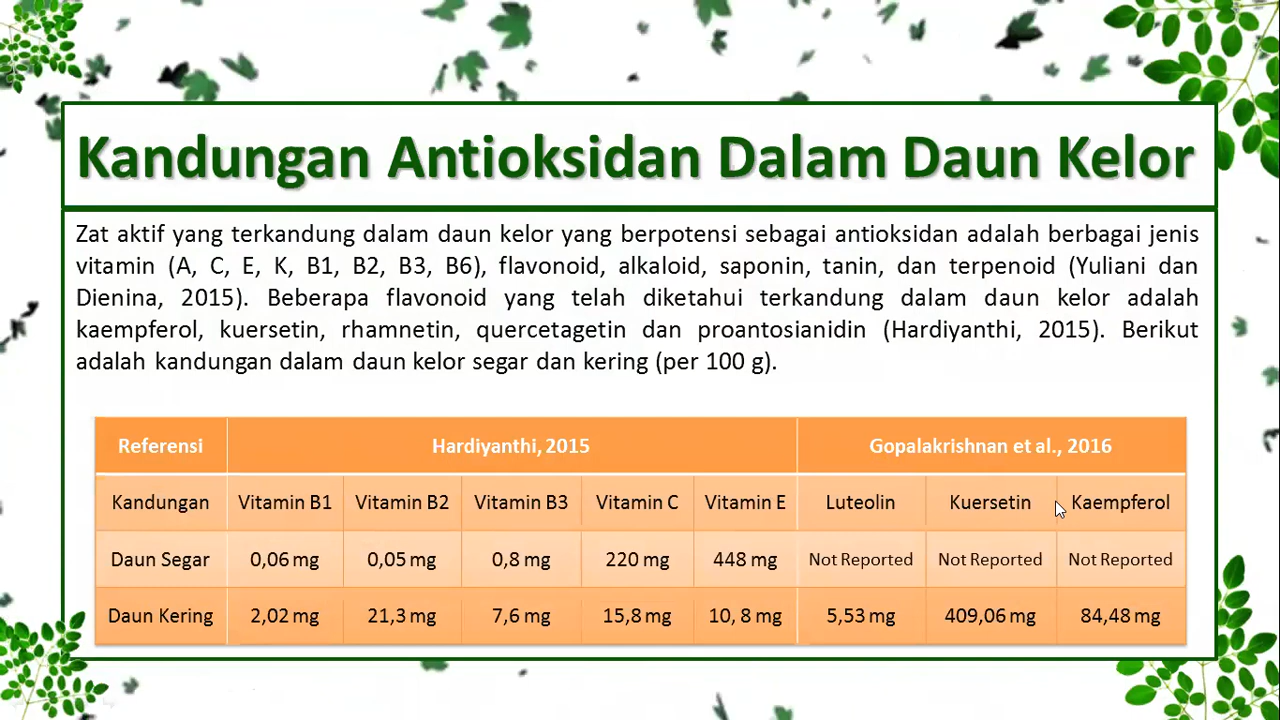 Kandungan Antioksidan Dalam Daun Kelor
Zat aktif yang terkandung dalam daun kelor yang berpotensi sebagai antioksidan adalah berbagai jenis
vitamin (A, C, E, K, B1, B2, B3, B6), flavonoid, alkaloid, saponin, tanin, dan terpenoid (Yuliani dan
Dienina, 2015). Beberapa flavonoid yang telah diketahui terkandung dalam daun kelor adalah
kaempferol, kuersetin, rhamnetin, quercetagetin dan proantosianidin (Hardiyanthi, 2015). Berikut
adalah kandungan dalam daun kelor segar dan kering (per 100 g).
Referensi Hardiyanthi, 2015 Gopalakrishnan et al., 2016
Kandungan Vitamin B1 Vitamin B2 Vitamin B3 Vitamin C Vitamin E Luteolin Kuersetin Kaempferol
Daun Segar 0,06 mg 0,05 mg 0,8 mg 220 mg 448 mg Not Reported Not Reported Not Reported
Daun Kering 2,02 mg 21,3 mg 7,6 mg 15,8 mg 10, 8 mg 5,53 mg 409,06 mg 84,48 mg